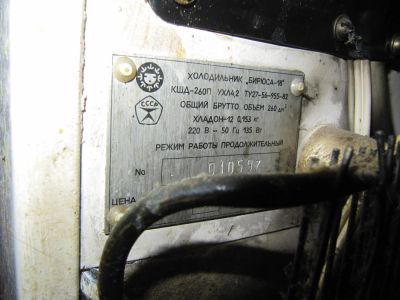 ХОЛОДИЛЬНИК „БИРЮСА-18"
КШД-260П УХЛ4,2 ТУ27-56-955-82
ОБЩИЙ БРУТТО ОБЪЕМ 260 дм³
ХЛАДОН-12 0,153 кг
220 В – 50 Гц 135 Вт
РЕЖИМ РАБОТЫ ПРОДОЛЖИТЕЛЬНЫЙ
СССР
No
ЦЕНА